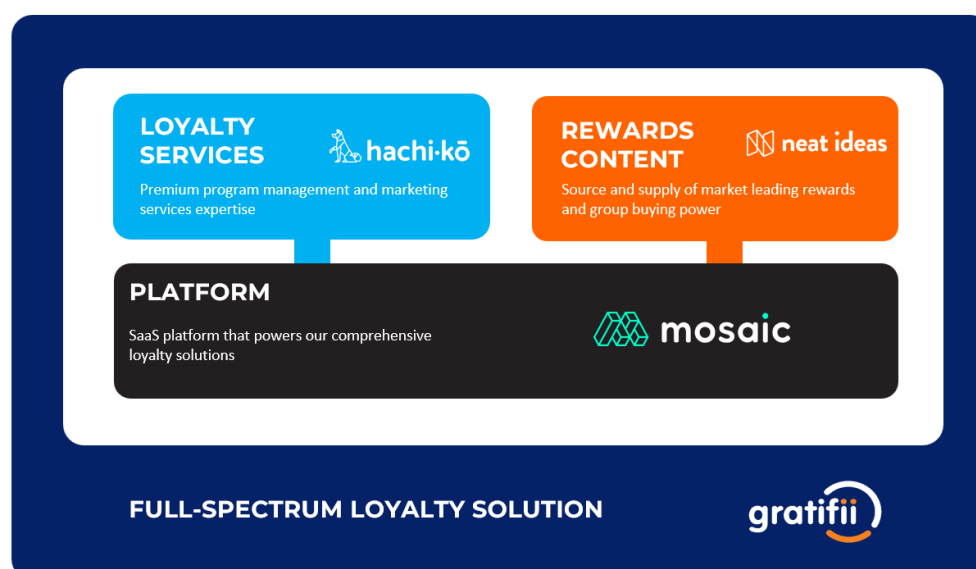 LOYALTY
SERVICES
hachi·kō
Premium program management and marketing
services expertise
REWARDS
CONTENT
neat ideas
Source and supply of market leading rewards
and group buying power
PLATFORM
SaaS platform that powers our comprehensive
loyalty solutions
mosaic
FULL-SPECTRUM LOYALTY SOLUTION
gratifii